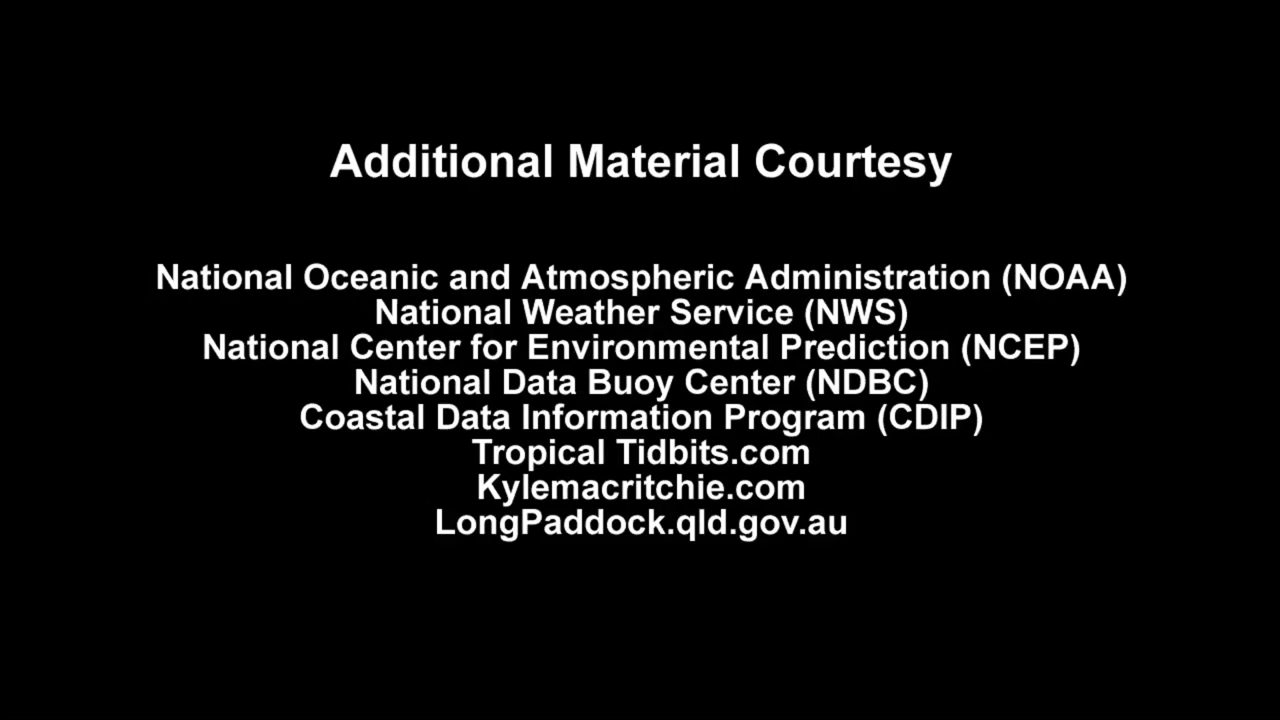 Additional Material Courtesy
National Oceanic and Atmospheric Administration (NOAA)
National Weather Service (NWS)
National Center for Environmental Prediction (NCEP)
National Data Buoy Center (NDBC)
Coastal Data Information Program (CDIP)
Tropical Tidbits.com
Kylemacritchie.com
LongPaddock.qld.gov.au